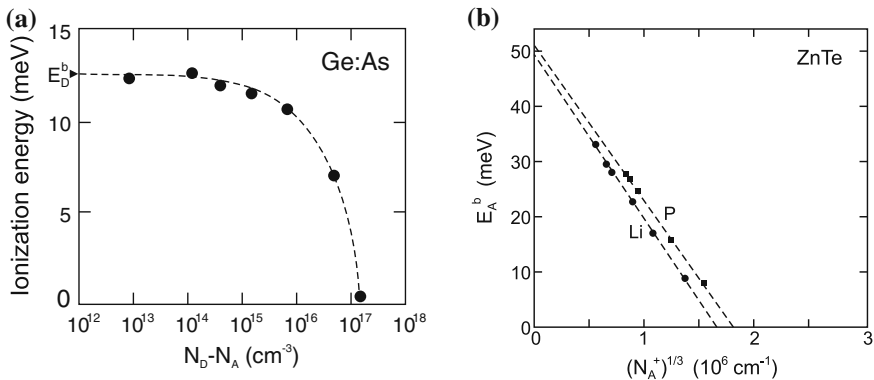 (a)
Ionization energy (meV)
15
10
5
0
E_D^b
Ge:As
10^12 10^13 10^14 10^15 10^16 10^17 10^18
N_D-N_A (cm^-3)
(b)
E_A^b (meV)
50
40
30
20
10
0
ZnTe
P
Li
0 1 2 3
(N_A^+)^1/3 (10^6 cm^-1)